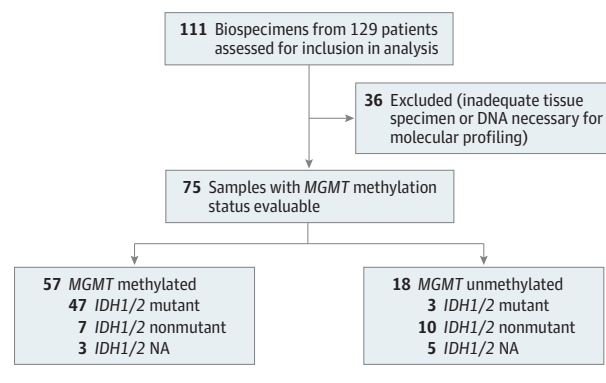 111 Biospecimens from 129 patients
assessed for inclusion in analysis
36 Excluded (inadequate tissue
specimen or DNA necessary for
molecular profiling)
75 Samples with MGMT methylation
status evaluable
57 MGMT methylated
47 IDH1/2 mutant
7 IDH1/2 nonmutant
3 IDH1/2 NA
18 MGMT unmethylated
3 IDH1/2 mutant
10 IDH1/2 nonmutant
5 IDH1/2 NA